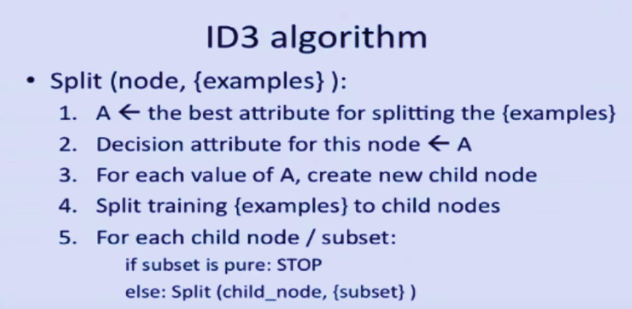 ID3 algorithm
• Split (node, {examples} ):
1. A ← the best attribute for splitting the {examples}
2. Decision attribute for this node ← A
3. For each value of A, create new child node
4. Split training {examples} to child nodes
5. For each child node / subset:
if subset is pure: STOP
else: Split (child_node, {subset} )